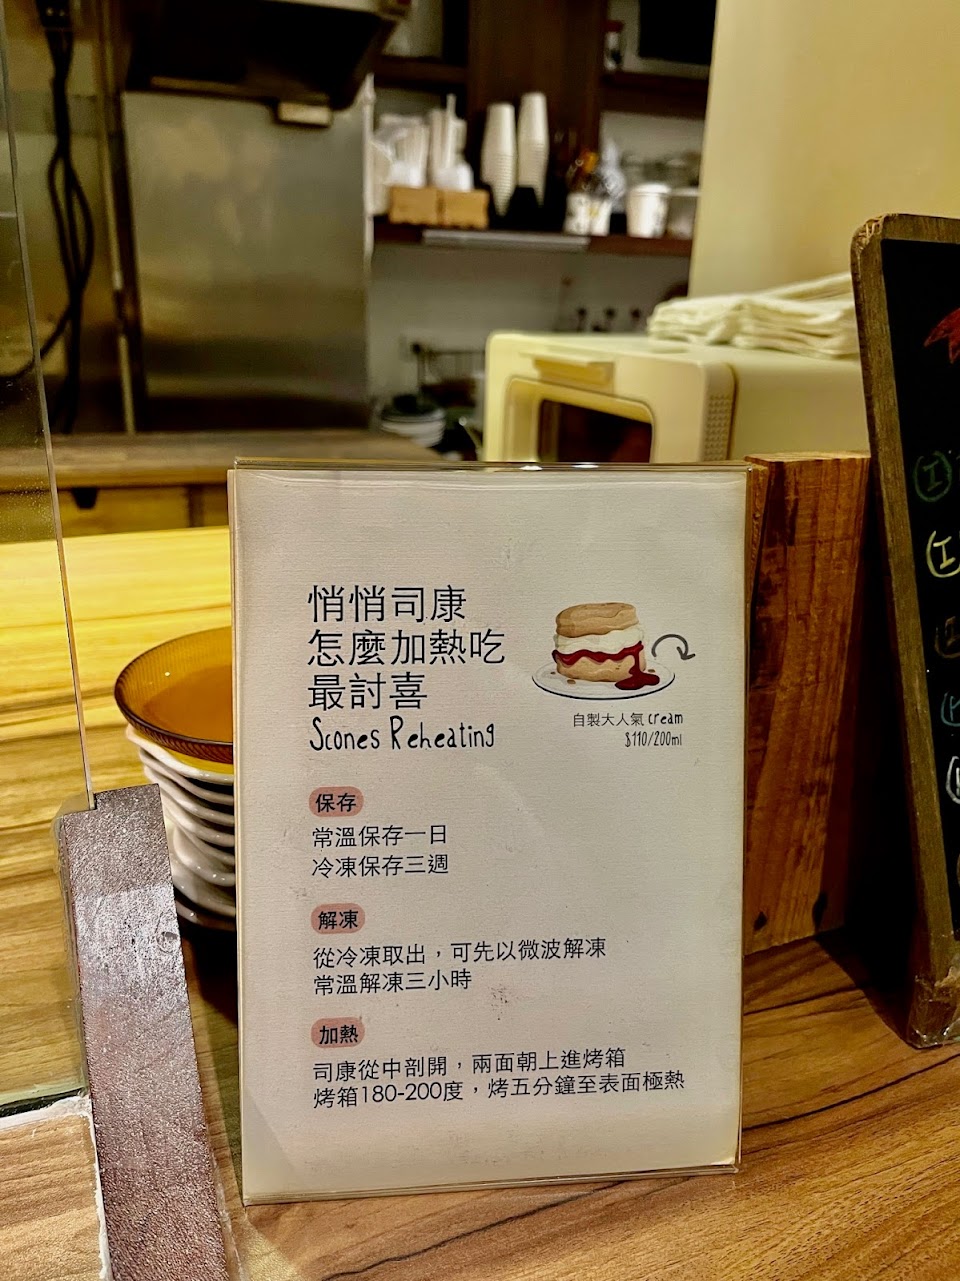 悄悄司康
怎麼加熱吃
最討喜
Scones Reheating
自製大人氣 cream
$110/200ml
保存
常溫保存一日
冷凍保存三週
解凍
從冷凍取出，可先以微波解凍
常溫解凍三小時
加熱
司康從中剖開，兩面朝上進烤箱
烤箱180-200度，烤五分鐘至表面極熱